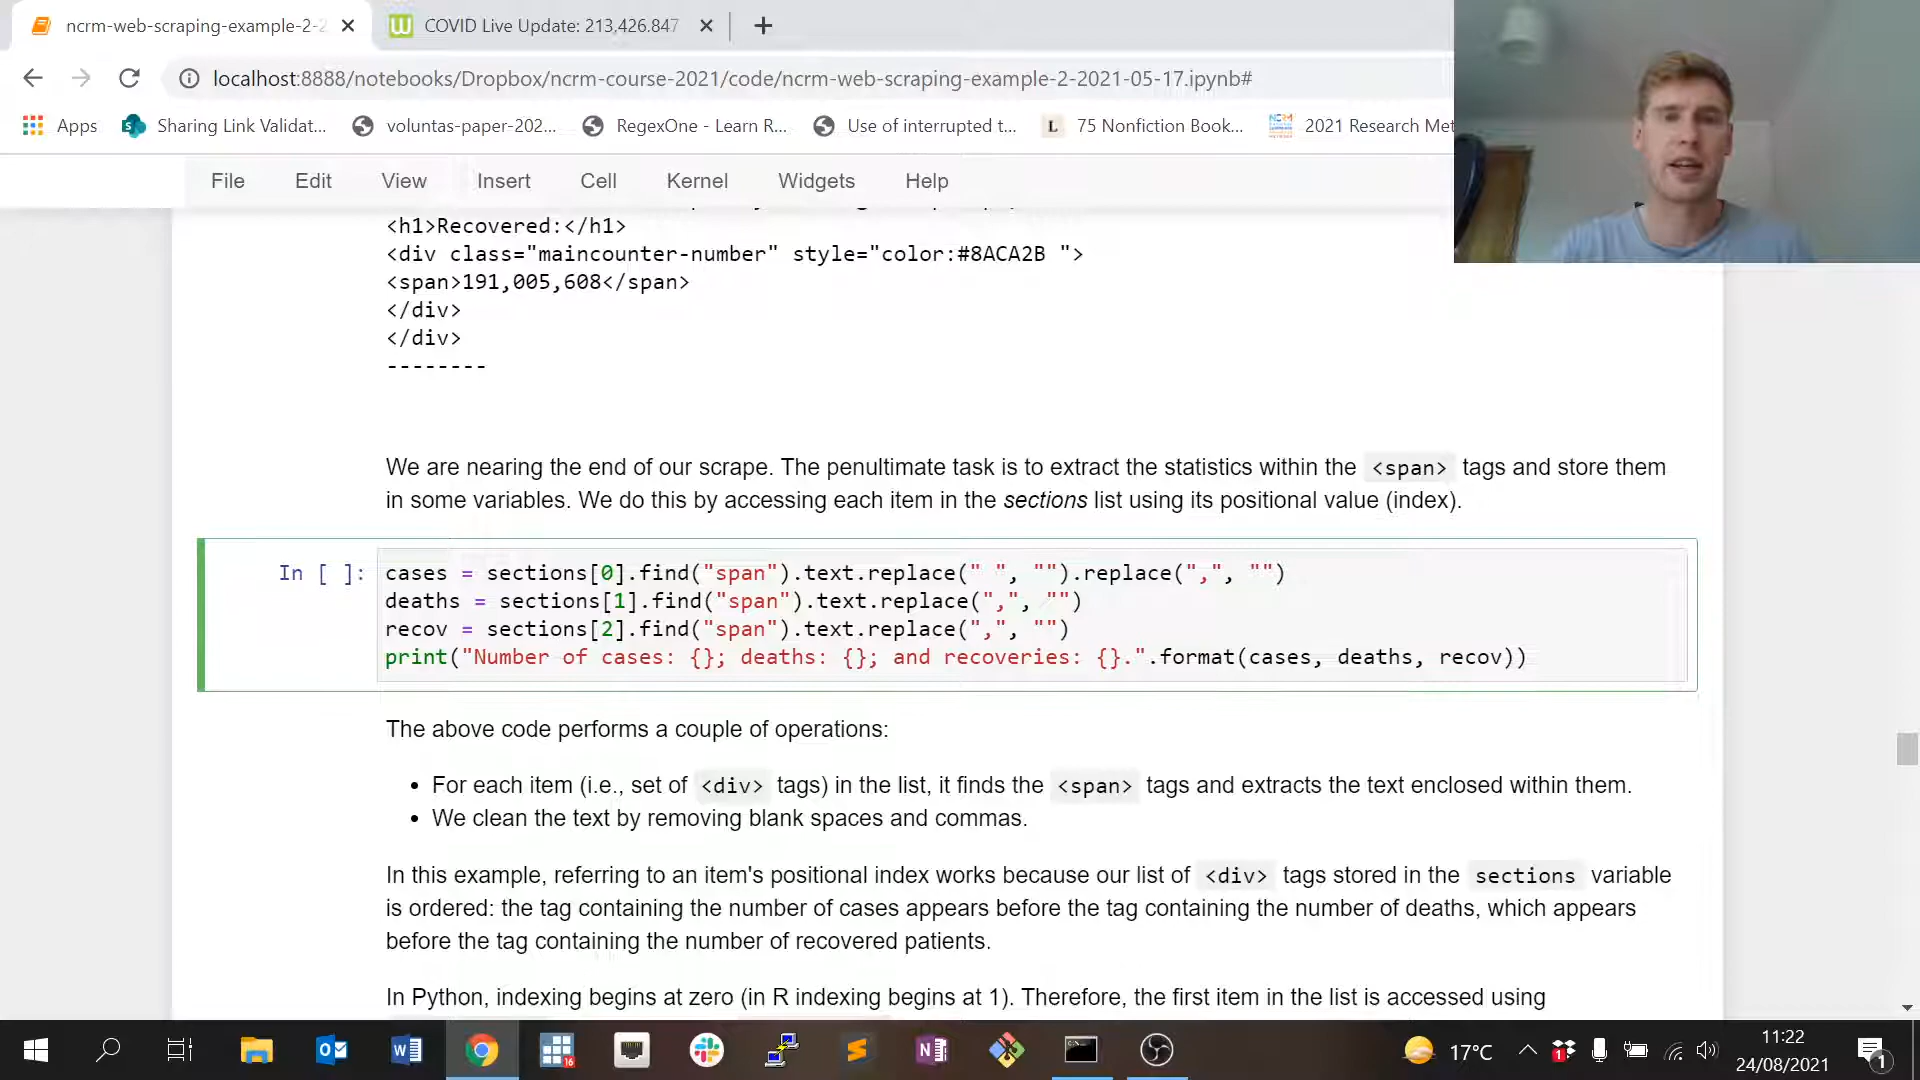 ncrm-web-scraping-example-2-2
COVID Live Update: 213,426,847
localhost:8888/notebooks/Dropbox/ncrm-course-2021/code/ncrm-web-scraping-example-2-2021-05-17.ipynb#
Apps Sharing Link Validat... voluntas-paper-202... RegexOne - Learn R... Use of interrupted t... L 75 Nonfiction Book... NCRM 2021 Research Met
File Edit View Insert Cell Kernel Widgets Help
<h1>Recovered:</h1>
<div class="maincounter-number" style="color:#8ACA2B ">
<span>191,005,608</span>
</div>
</div>
--------
We are nearing the end of our scrape. The penultimate task is to extract the statistics within the <span> tags and store them
in some variables. We do this by accessing each item in the sections list using its positional value (index).
In [ ]: cases = sections[0].find("span").text.replace(" ", "").replace(",", "")
deaths = sections[1].find("span").text.replace(",", "")
recov = sections[2].find("span").text.replace(",", "")
print("Number of cases: {}; deaths: {}; and recoveries: {}.".format(cases, deaths, recov))
The above code performs a couple of operations:
• For each item (i.e., set of <div> tags) in the list, it finds the <span> tags and extracts the text enclosed within them.
• We clean the text by removing blank spaces and commas.
In this example, referring to an item's positional index works because our list of <div> tags stored in the sections variable
is ordered: the tag containing the number of cases appears before the tag containing the number of deaths, which appears
before the tag containing the number of recovered patients.
In Python, indexing begins at zero (in R indexing begins at 1). Therefore, the first item in the list is accessed using
17°C
11:22
24/08/2021
1